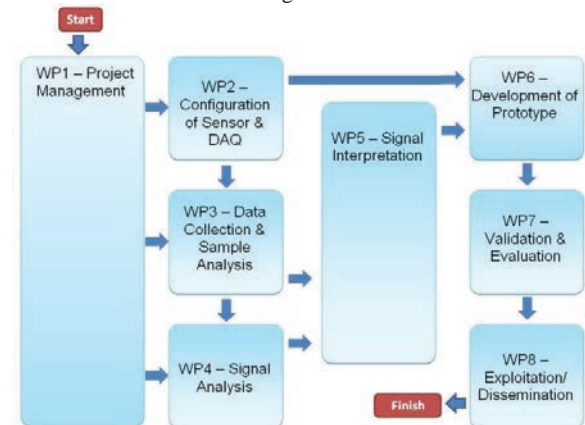 Start
WP1 – Project
Management
WP2 –
Configuration
of Sensor &
DAQ
WP3 – Data
Collection &
Sample
Analysis
WP4 – Signal
Analysis
WP5 – Signal
Interpretation
WP6 –
Development of
Prototype
WP7 –
Validation &
Evaluation
WP8 –
Exploitation/
Dissemination
Finish